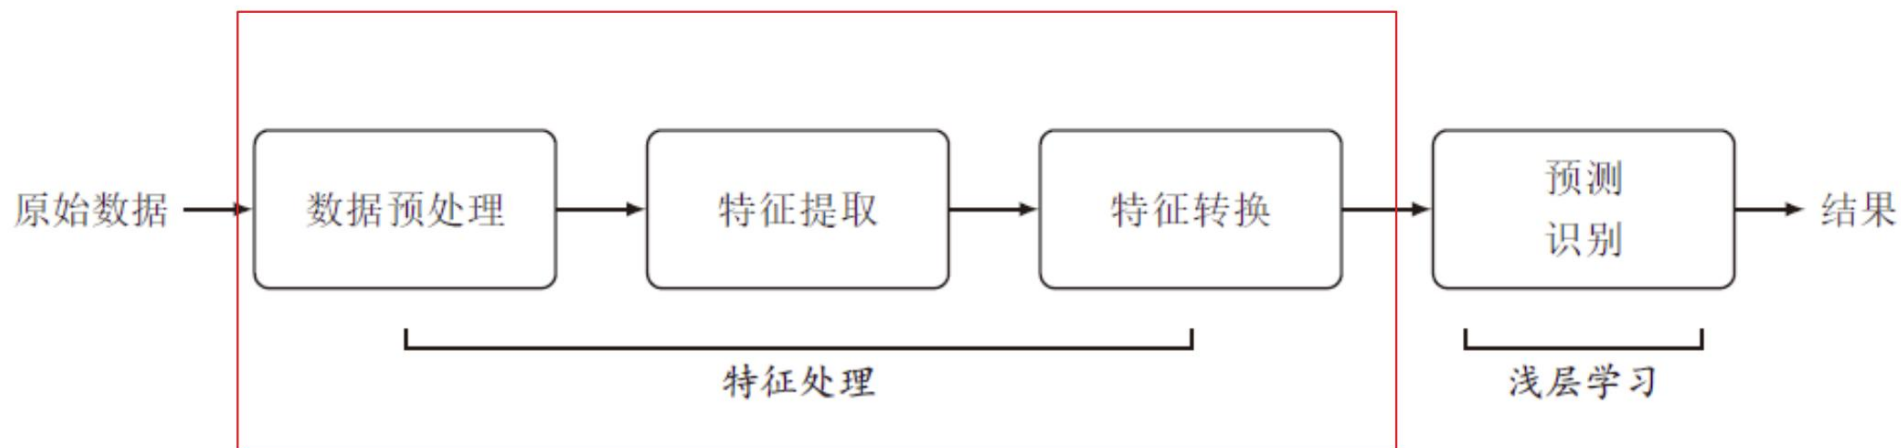 原始数据
数据预处理
特征提取
特征转换
预测
识别
结果
特征处理
浅层学习